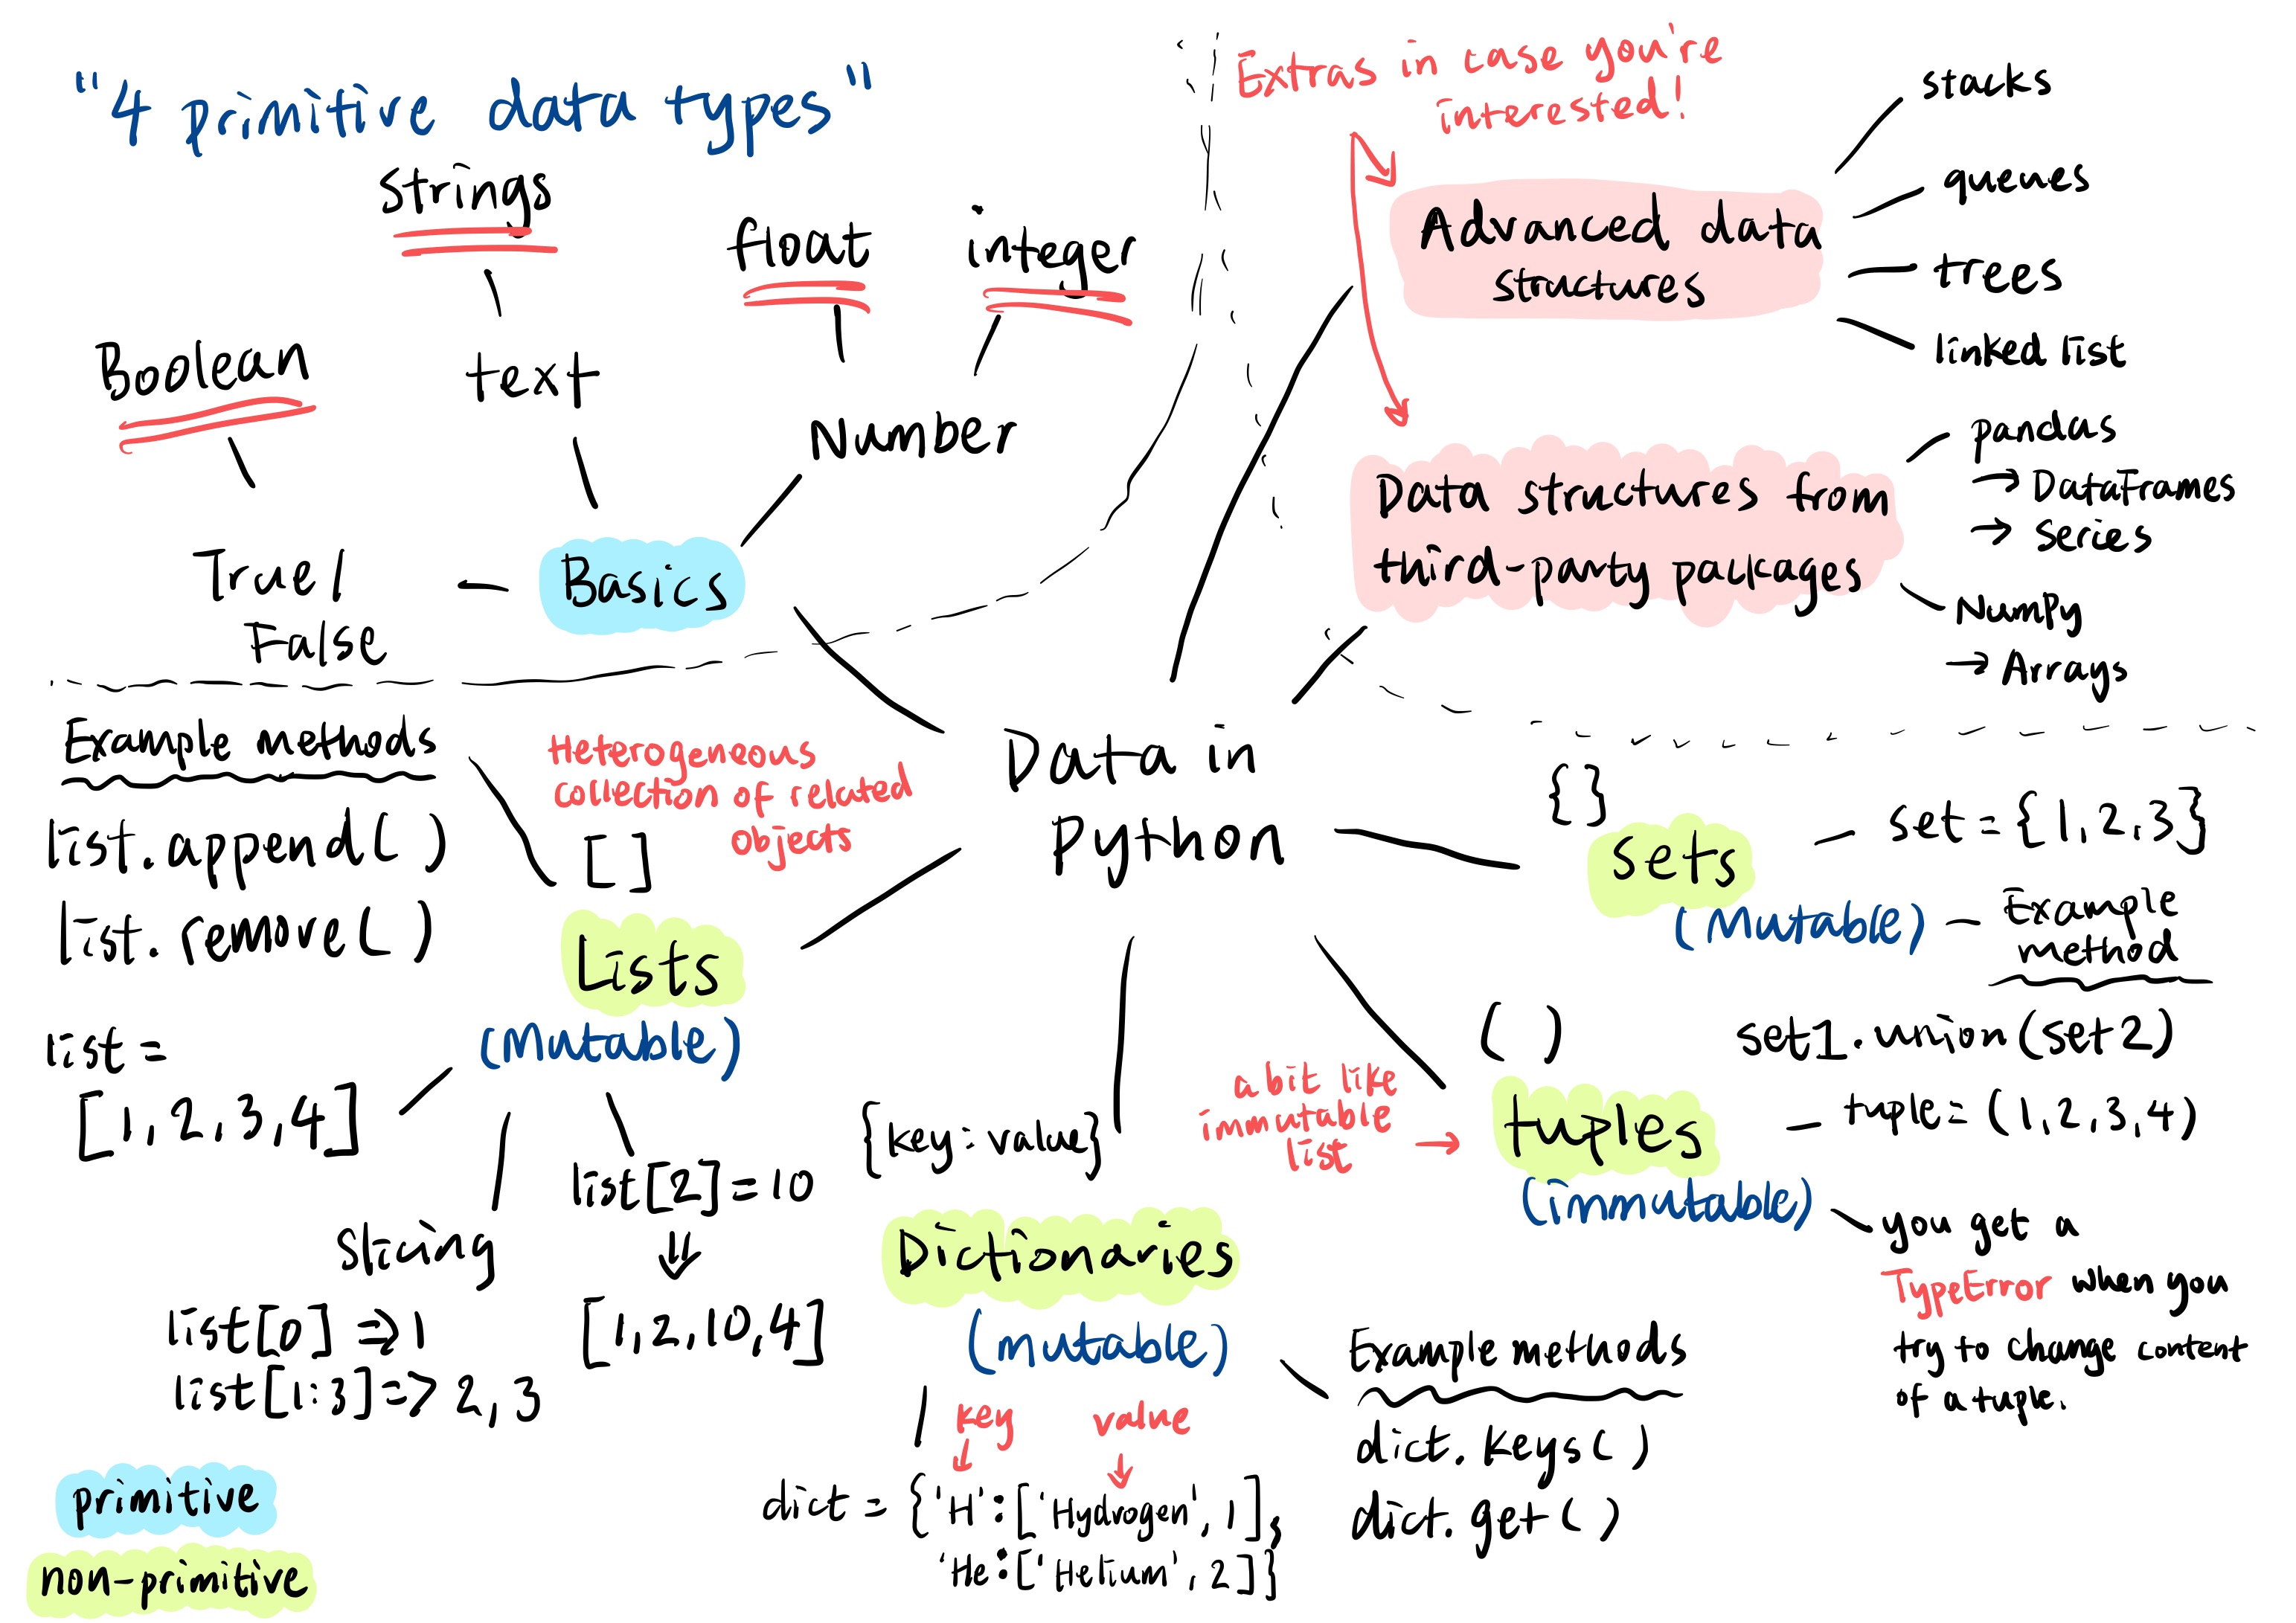 "4 primitive data types"
strings
float
integer
Boolean
text
Number
True/
False
Basics
Extras in case you're
interested!
Advanced data
structures
stacks
queues
trees
linked list
Data structures from
third-party packages
pandas
→ DataFrames
→ Series
NumPy
→ Arrays
Data in
Python
Example methods
list.append( )
list.remove( )
Heterogeneous
collection of related
objects
[ ]
Lists
(Mutable)
list =
[1, 2, 3, 4]
Slicing
list[0] => 1
list[1:3] => 2, 3
list[2] = 10
⇓
[1, 2, 10, 4]
{key: value}
Dictionaries
(mutable)
key
value
dict = {'H': ['Hydrogen', 1],
'He: ['Helium', 2]}
Example methods
dict.keys( )
dict.get( )
{}
sets
(Mutable)
set = {1, 2, 3}
Example
method
set1.union(set2)
( )
a bit like
immutable
list →
tuples
(immutable)
tuple = (1, 2, 3, 4)
you get a
TypeError when you
try to change content
of a tuple.
primitive
non-primitive